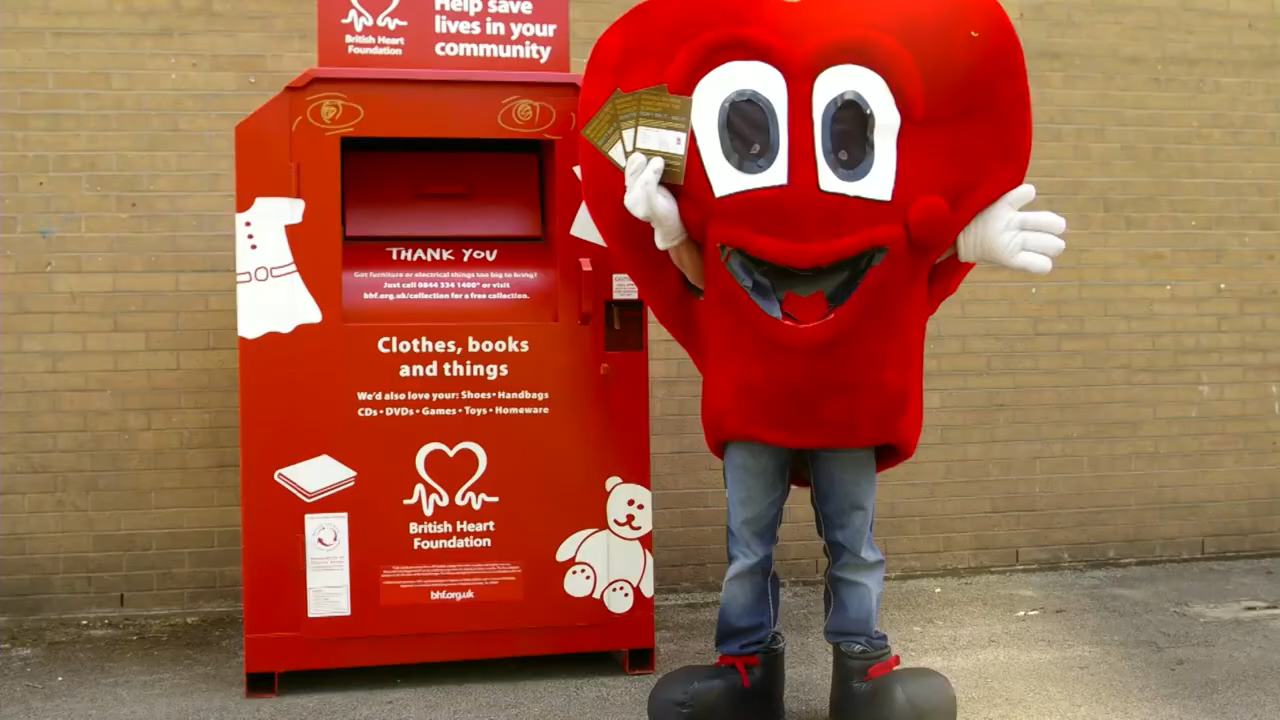 Help save
lives in your
community
British Heart
Foundation
THANK YOU
Got furniture or electrical things too big to bring?
Just call 0844 334 1400* or visit
bhf.org.uk/collection for a free collection.
Clothes, books
and things
We'd also love your: Shoes • Handbags
CDs • DVDs • Games • Toys • Homeware
British Heart
Foundation
bhf.org.uk